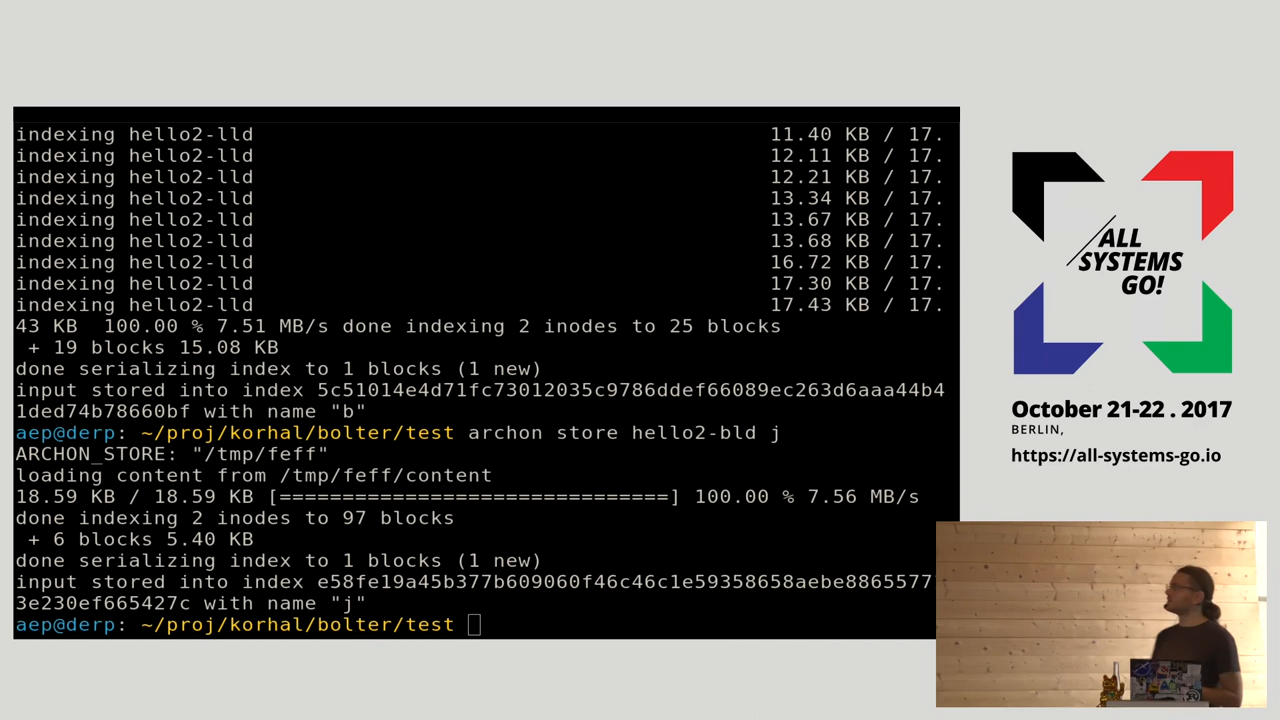 indexing hello2-lld 11.40 KB / 17.
indexing hello2-lld 12.11 KB / 17.
indexing hello2-lld 12.21 KB / 17.
indexing hello2-lld 13.34 KB / 17.
indexing hello2-lld 13.67 KB / 17.
indexing hello2-lld 13.68 KB / 17.
indexing hello2-lld 16.72 KB / 17.
indexing hello2-lld 17.30 KB / 17.
indexing hello2-lld 17.43 KB / 17.
43 KB 100.00 % 7.51 MB/s done indexing 2 inodes to 25 blocks
+ 19 blocks 15.08 KB
done serializing index to 1 blocks (1 new)
input stored into index 5c51014e4d71fc73012035c9786ddef66089ec263d6aaa44b4
1ded74b78660bf with name "b"
aep@derp: ~/proj/korhal/bolter/test archon store hello2-bld j
ARCHON_STORE: "/tmp/feff"
loading content from /tmp/feff/content
18.59 KB / 18.59 KB [===============================] 100.00 % 7.56 MB/s
done indexing 2 inodes to 97 blocks
+ 6 blocks 5.40 KB
done serializing index to 1 blocks (1 new)
input stored into index e58fe19a45b377b609060f46c46c1e59358658aebe8865577
3e230ef665427c with name "j"
aep@derp: ~/proj/korhal/bolter/test
ALL
SYSTEMS
GO!
October 21-22 . 2017
BERLIN,
https://all-systems-go.io